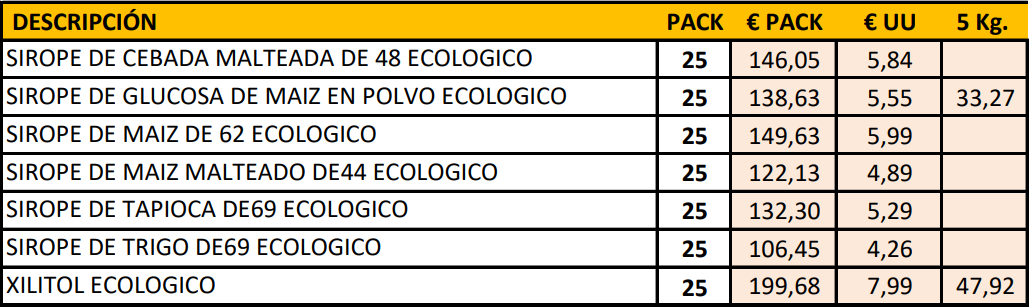 DESCRIPCIÓN PACK € PACK € UU 5 Kg.
SIROPE DE CEBADA MALTEADA DE 48 ECOLOGICO 25 146,05 5,84
SIROPE DE GLUCOSA DE MAIZ EN POLVO ECOLOGICO 25 138,63 5,55 33,27
SIROPE DE MAIZ DE 62 ECOLOGICO 25 149,63 5,99
SIROPE DE MAIZ MALTEADO DE44 ECOLOGICO 25 122,13 4,89
SIROPE DE TAPIOCA DE69 ECOLOGICO 25 132,30 5,29
SIROPE DE TRIGO DE69 ECOLOGICO 25 106,45 4,26
XILITOL ECOLOGICO 25 199,68 7,99 47,92